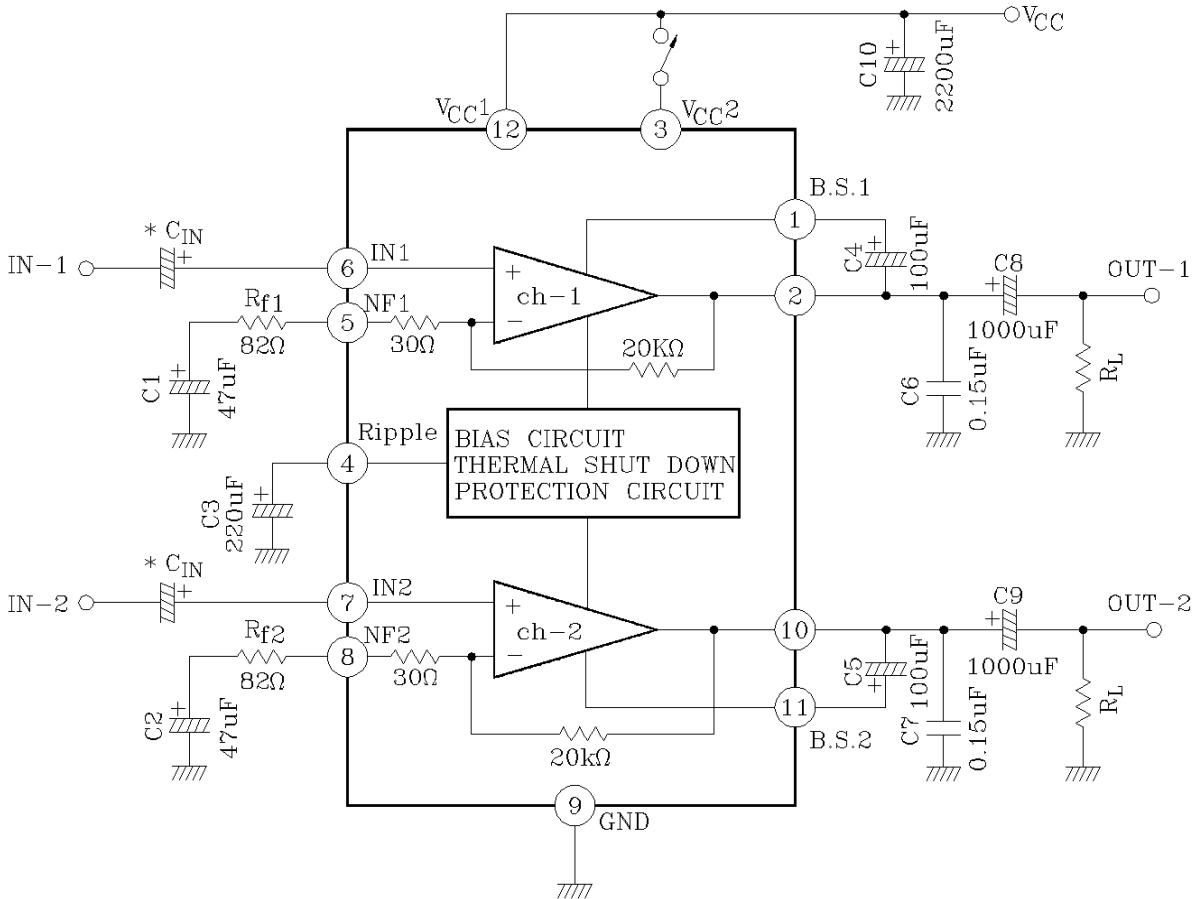 VCC
C10
2200uF
VCC1
VCC2
12
3
B.S.1
1
* CIN
+
IN-1
6
IN1
+
ch-1
−
C4
100uF
+
2
C8
+
1000uF
OUT-1
Rf1
82Ω
5
NF1
30Ω
20KΩ
C1
+
47uF
C6
0.15uF
RL
Ripple
4
BIAS CIRCUIT
THERMAL SHUT DOWN
PROTECTION CIRCUIT
C3
+
220uF
* CIN
+
IN-2
7
IN2
+
ch-2
−
10
C9
+
1000uF
OUT-2
Rf2
82Ω
8
NF2
30Ω
C5
+
100uF
11
B.S.2
C2
+
47uF
20kΩ
C7
0.15uF
RL
9
GND
+